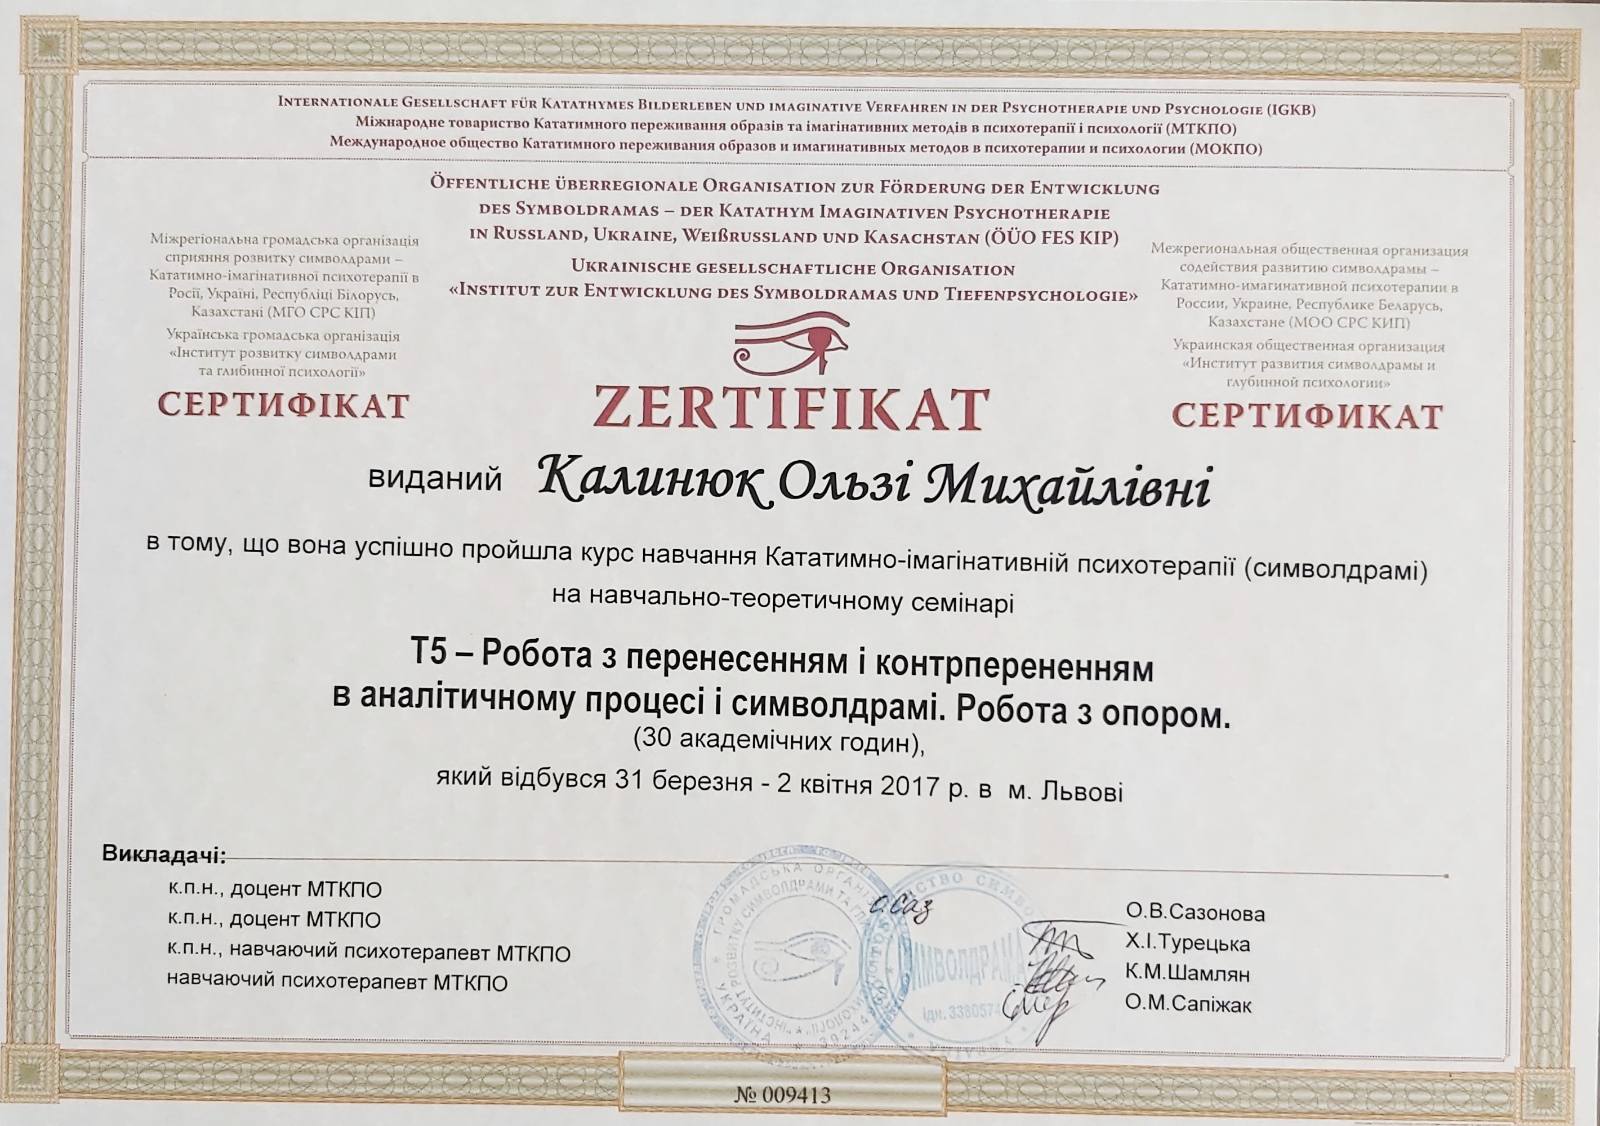 Internationale Gesellschaft für Katathymes Bilderleben und imaginative Verfahren in der Psychotherapie und Psychologie (IGKB)
Міжнародне товариство Кататимного переживання образів та імагінативних методів в психотерапії і психології (МТКПО)
Международное общество Кататимного переживания образов и имагинативных методов в психотерапии и психологии (МОКПО)
Öffentliche überregionale Organisation zur Förderung der Entwicklung
des Symboldramas – der Katathym Imaginativen Psychotherapie
in Russland, Ukraine, Weißrussland und Kasachstan (ÖÜO FES KIP)
Ukrainische gesellschaftliche Organisation
«Institut zur Entwicklung des Symboldramas und Tiefenpsychologie»
Міжрегіональна громадська організація
сприяння розвитку символдрами –
Кататимно-імагінативної психотерапії в
Росії, Україні, Республіці Білорусь,
Казахстані (МГО СРС КІП)
Українська громадська організація
«Інститут розвитку символдрами
та глибинної психології»
СЕРТИФІКАТ
ZERTIFIKAT
Межрегиональная общественная организация
содействия развитию символдрамы –
Кататимно-имагинативной психотерапии в
России, Украине, Республике Беларусь,
Казахстане (МОО СРС КИП)
Украинская общественная организация
«Институт развития символдрамы и
глубинной психологии»
СЕРТИФИКАТ
виданий Калинюк Ользі Михайлівні
в тому, що вона успішно пройшла курс навчання Кататимно-імагінативній психотерапії (символдрамі)
на навчально-теоретичному семінарі
Т5 – Робота з перенесенням і контрперененням
в аналітичному процесі і символдрамі. Робота з опором.
(30 академічних годин),
який відбувся 31 березня - 2 квітня 2017 р. в м. Львові
Викладачі:
к.п.н., доцент МТКПО
О.В.Сазонова
к.п.н., доцент МТКПО
Х.І.Турецька
к.п.н., навчаючий психотерапевт МТКПО
К.М.Шамлян
навчаючий психотерапевт МТКПО
О.М.Сапіжак
№ 009413